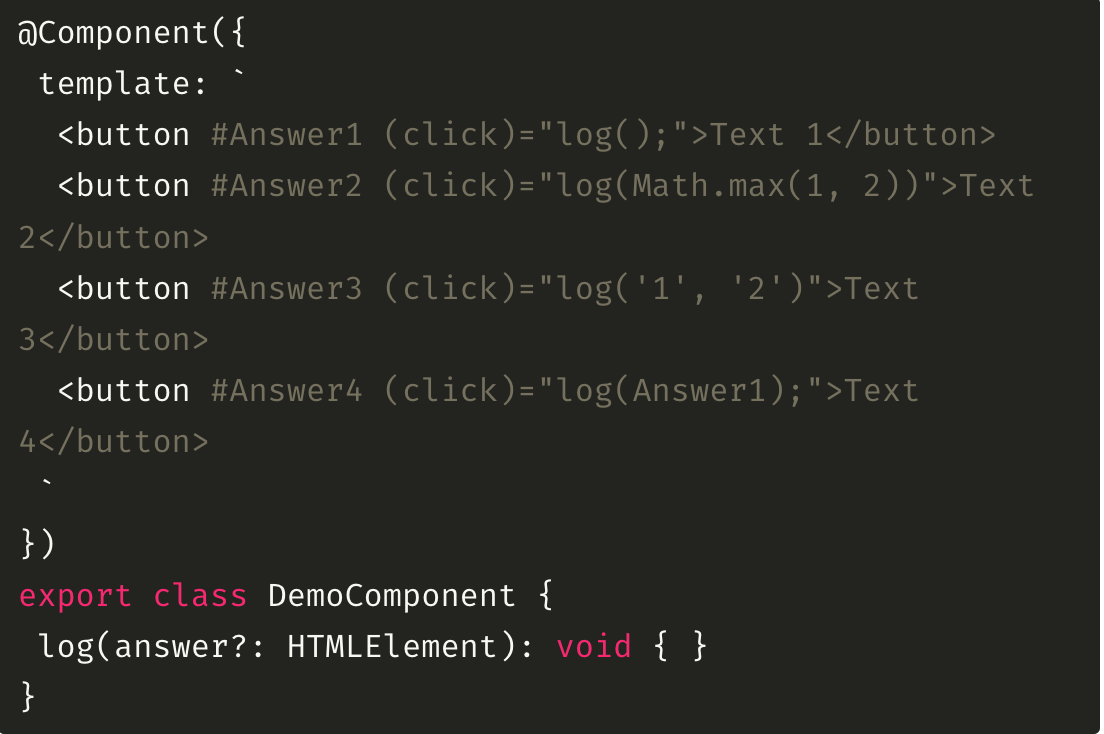 @Component({
 template: `
  <button #Answer1 (click)="log();">Text 1</button>
  <button #Answer2 (click)="log(Math.max(1, 2))">Text
2</button>
  <button #Answer3 (click)="log('1', '2')">Text
3</button>
  <button #Answer4 (click)="log(Answer1);">Text
4</button>
 `
})
export class DemoComponent {
 log(answer?: HTMLElement): void { }
}